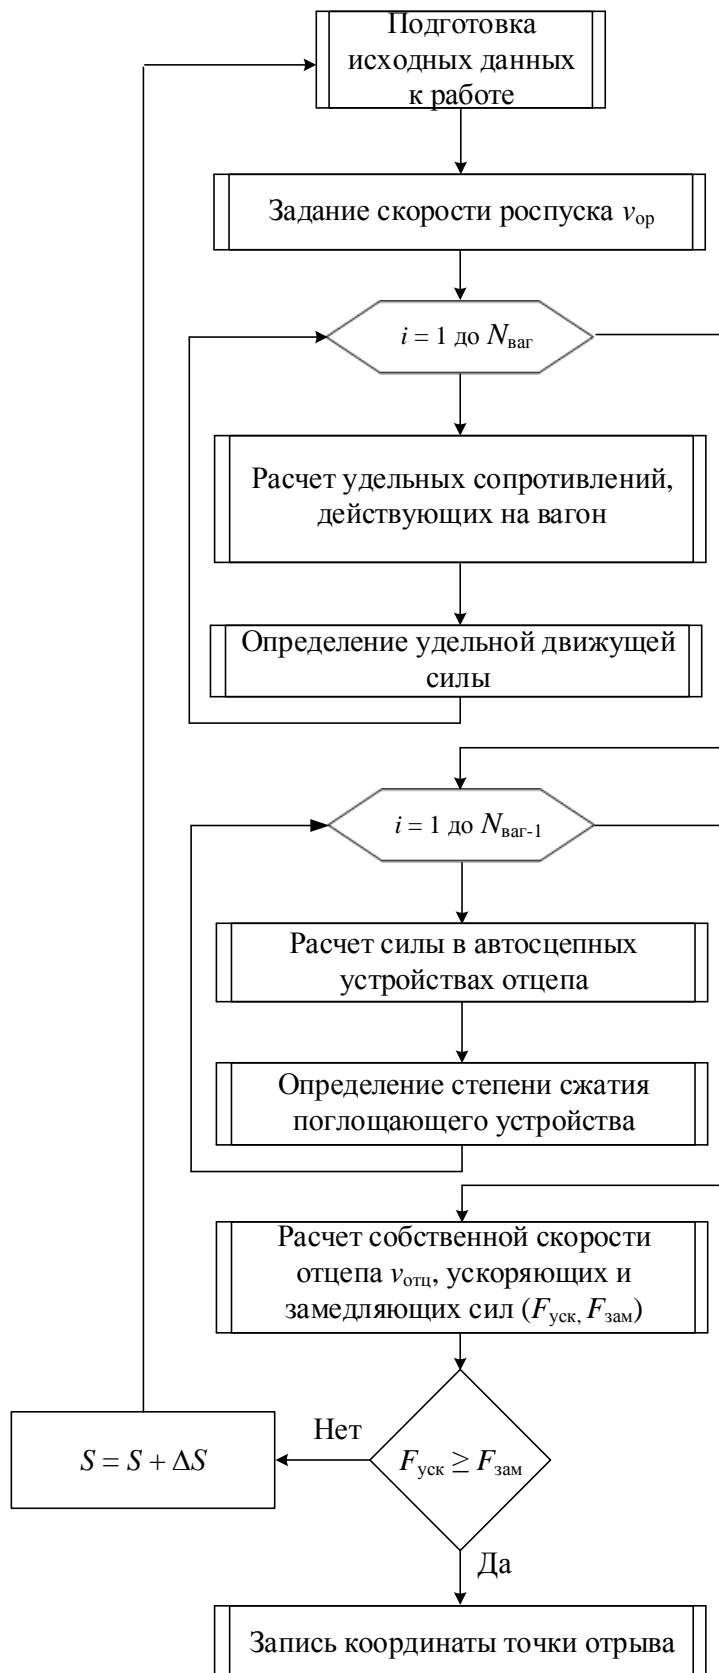 Подготовка
исходных данных
к работе
Задание скорости роспуска vор
i = 1 до Nваг
Расчет удельных сопротивлений,
действующих на вагон
Определение удельной движущей
силы
i = 1 до Nваг-1
Расчет силы в автосцепных
устройствах отцепа
Определение степени сжатия
поглощающего устройства
Расчет собственной скорости
отцепа vотц, ускоряющих и
замедляющих сил (Fуск, Fзам)
Нет
S = S + ΔS
Fуск ≥ Fзам
Да
Запись координаты точки отрыва